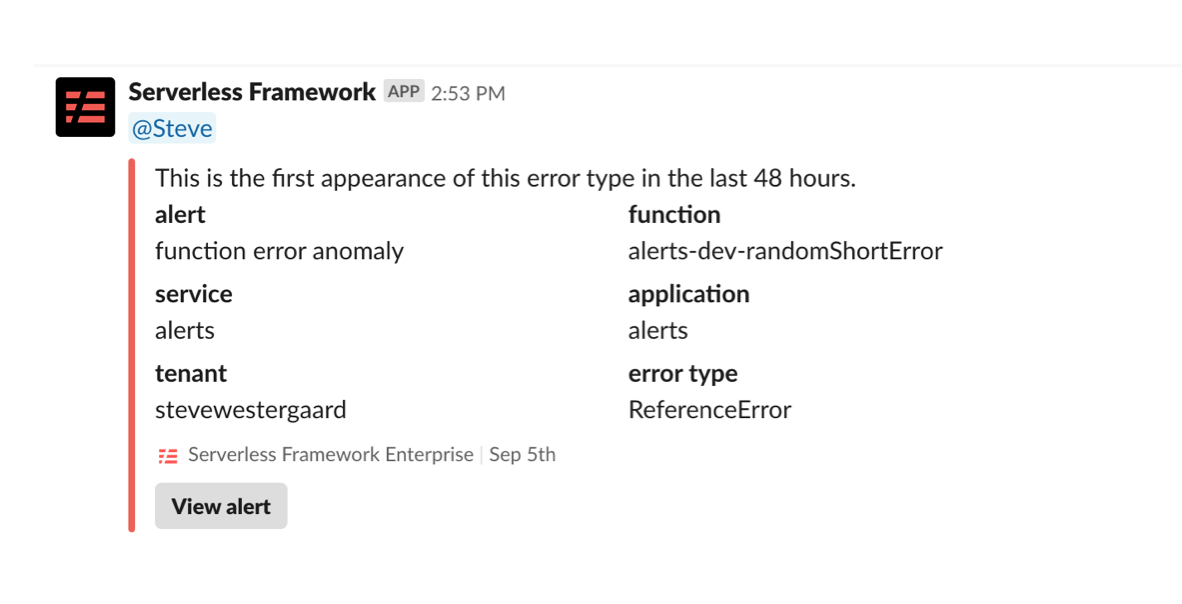 Serverless Framework APP 2:53 PM
@Steve
This is the first appearance of this error type in the last 48 hours.
alert function
function error anomaly alerts-dev-randomShortError
service application
alerts alerts
tenant error type
stevewestergaard ReferenceError
Serverless Framework Enterprise | Sep 5th
View alert